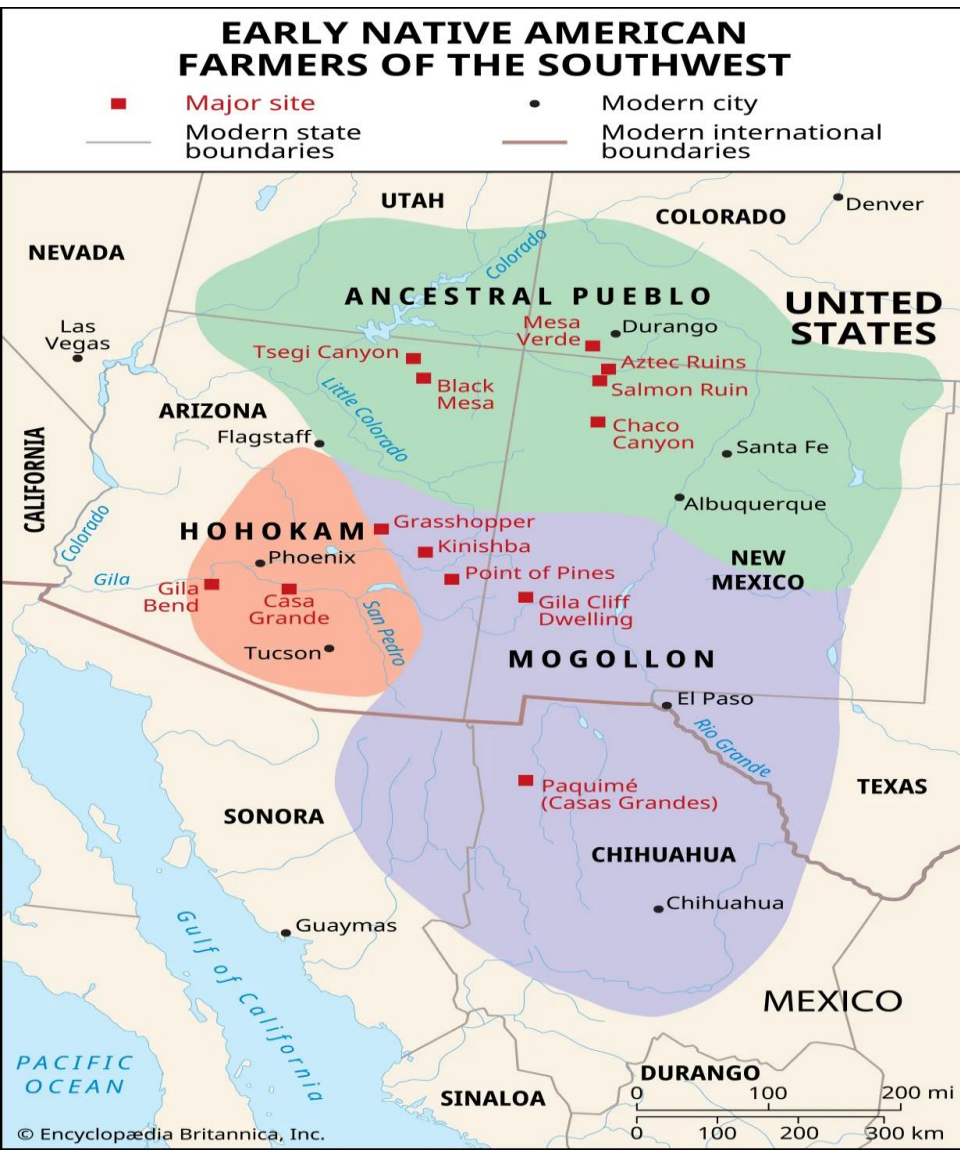 EARLY NATIVE AMERICAN
FARMERS OF THE SOUTHWEST
Major site
Modern city
Modern state
boundaries
Modern international
boundaries
UTAH
COLORADO
Denver
NEVADA
Colorado
ANCESTRAL PUEBLO
UNITED
STATES
Las
Vegas
Mesa
Verde
Durango
Tsegi Canyon
Aztec Ruins
Black
Mesa
Salmon Ruin
Little Colorado
ARIZONA
Flagstaff
Chaco
Canyon
Santa Fe
CALIFORNIA
Albuquerque
Colorado
HOHOKAM
Grasshopper
Kinishba
Phoenix
Point of Pines
NEW
MEXICO
Gila
Gila
Bend
Casa
Grande
Gila Cliff
Dwelling
San Pedro
Tucson
MOGOLLON
El Paso
Rio Grande
Paquimé
(Casas Grandes)
TEXAS
SONORA
CHIHUAHUA
Chihuahua
Guaymas
Gulf of California
MEXICO
PACIFIC
OCEAN
SINALOA
DURANGO
0 100 200 mi
0 100 200 300 km
© Encyclopædia Britannica, Inc.